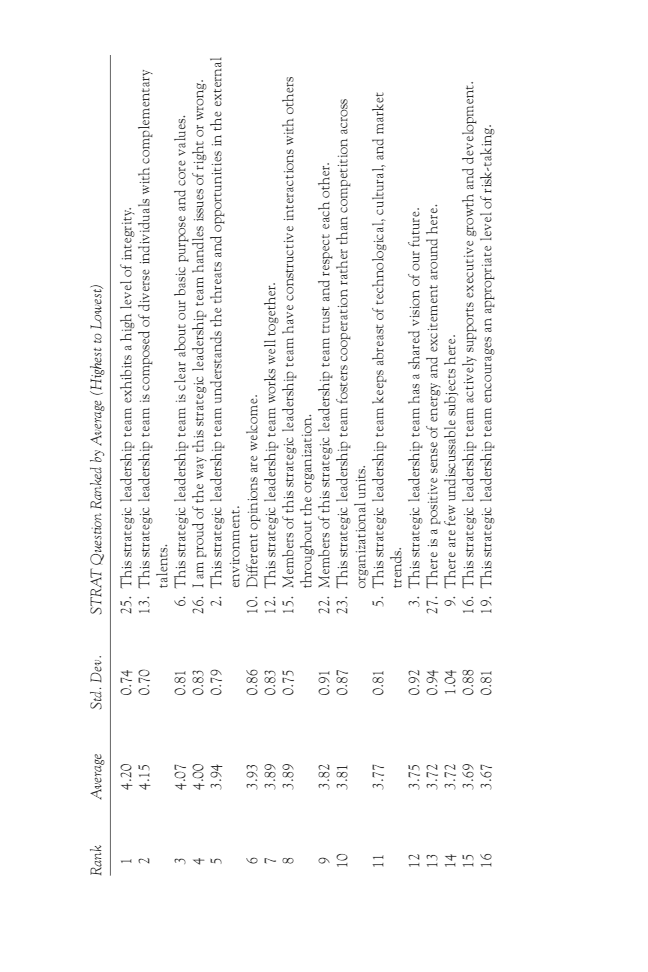 Rank Average Std. Dev. STRAT Question Ranked by Average (Highest to Lowest)
1 4.20 0.74 25. This strategic leadership team exhibits a high level of integrity.
2 4.15 0.70 13. This strategic leadership team is composed of diverse individuals with complementary
talents.
3 4.07 0.81 6. This strategic leadership team is clear about our basic purpose and core values.
4 4.00 0.83 26. I am proud of the way this strategic leadership team handles issues of right or wrong.
5 3.94 0.79 2. This strategic leadership team understands the threats and opportunities in the external
environment.
6 3.93 0.86 10. Different opinions are welcome.
7 3.89 0.83 12. This strategic leadership team works well together.
8 3.89 0.75 15. Members of this strategic leadership team have constructive interactions with others
throughout the organization.
9 3.82 0.91 22. Members of this strategic leadership team trust and respect each other.
10 3.81 0.87 23. This strategic leadership team fosters cooperation rather than competition across
organizational units.
11 3.77 0.81 5. This strategic leadership team keeps abreast of technological, cultural, and market
trends.
12 3.75 0.92 3. This strategic leadership team has a shared vision of our future.
13 3.72 0.94 27. There is a positive sense of energy and excitement around here.
14 3.72 1.04 9. There are few undiscussable subjects here.
15 3.69 0.88 16. This strategic leadership team actively supports executive growth and development.
16 3.67 0.81 19. This strategic leadership team encourages an appropriate level of risk-taking.